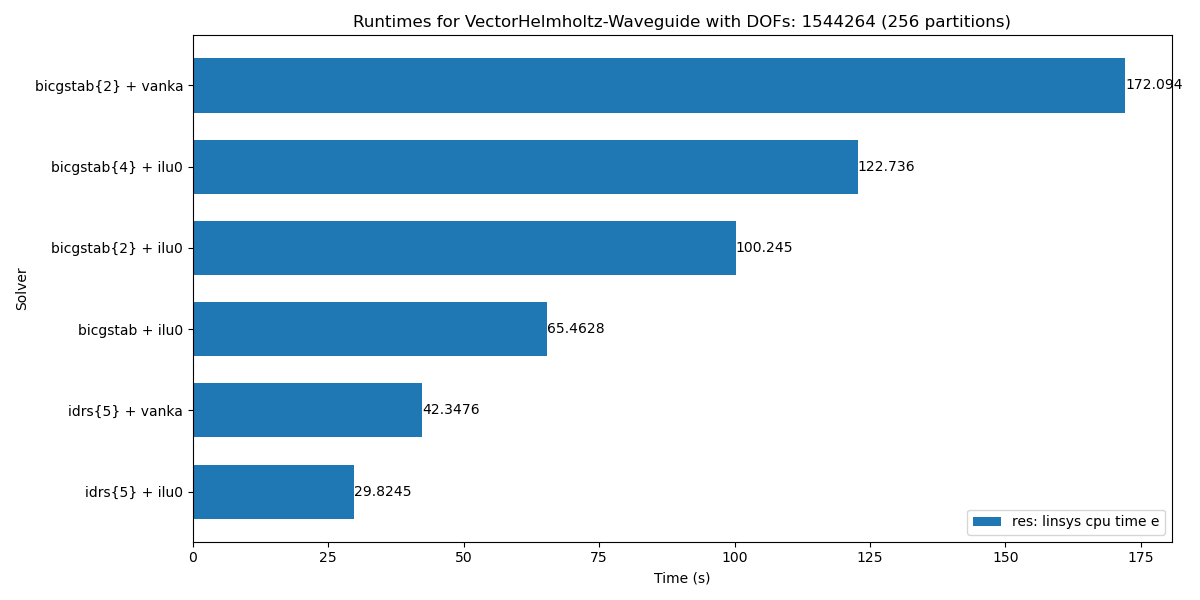 Runtimes for VectorHelmholtz-Waveguide with DOFs: 1544264 (256 partitions)
Solver
bicgstab{2} + vanka
172.094
bicgstab{4} + ilu0
122.736
bicgstab{2} + ilu0
100.245
bicgstab + ilu0
65.4628
idrs{5} + vanka
42.3476
idrs{5} + ilu0
29.8245
res: linsys cpu time e
0 25 50 75 100 125 150 175
Time (s)